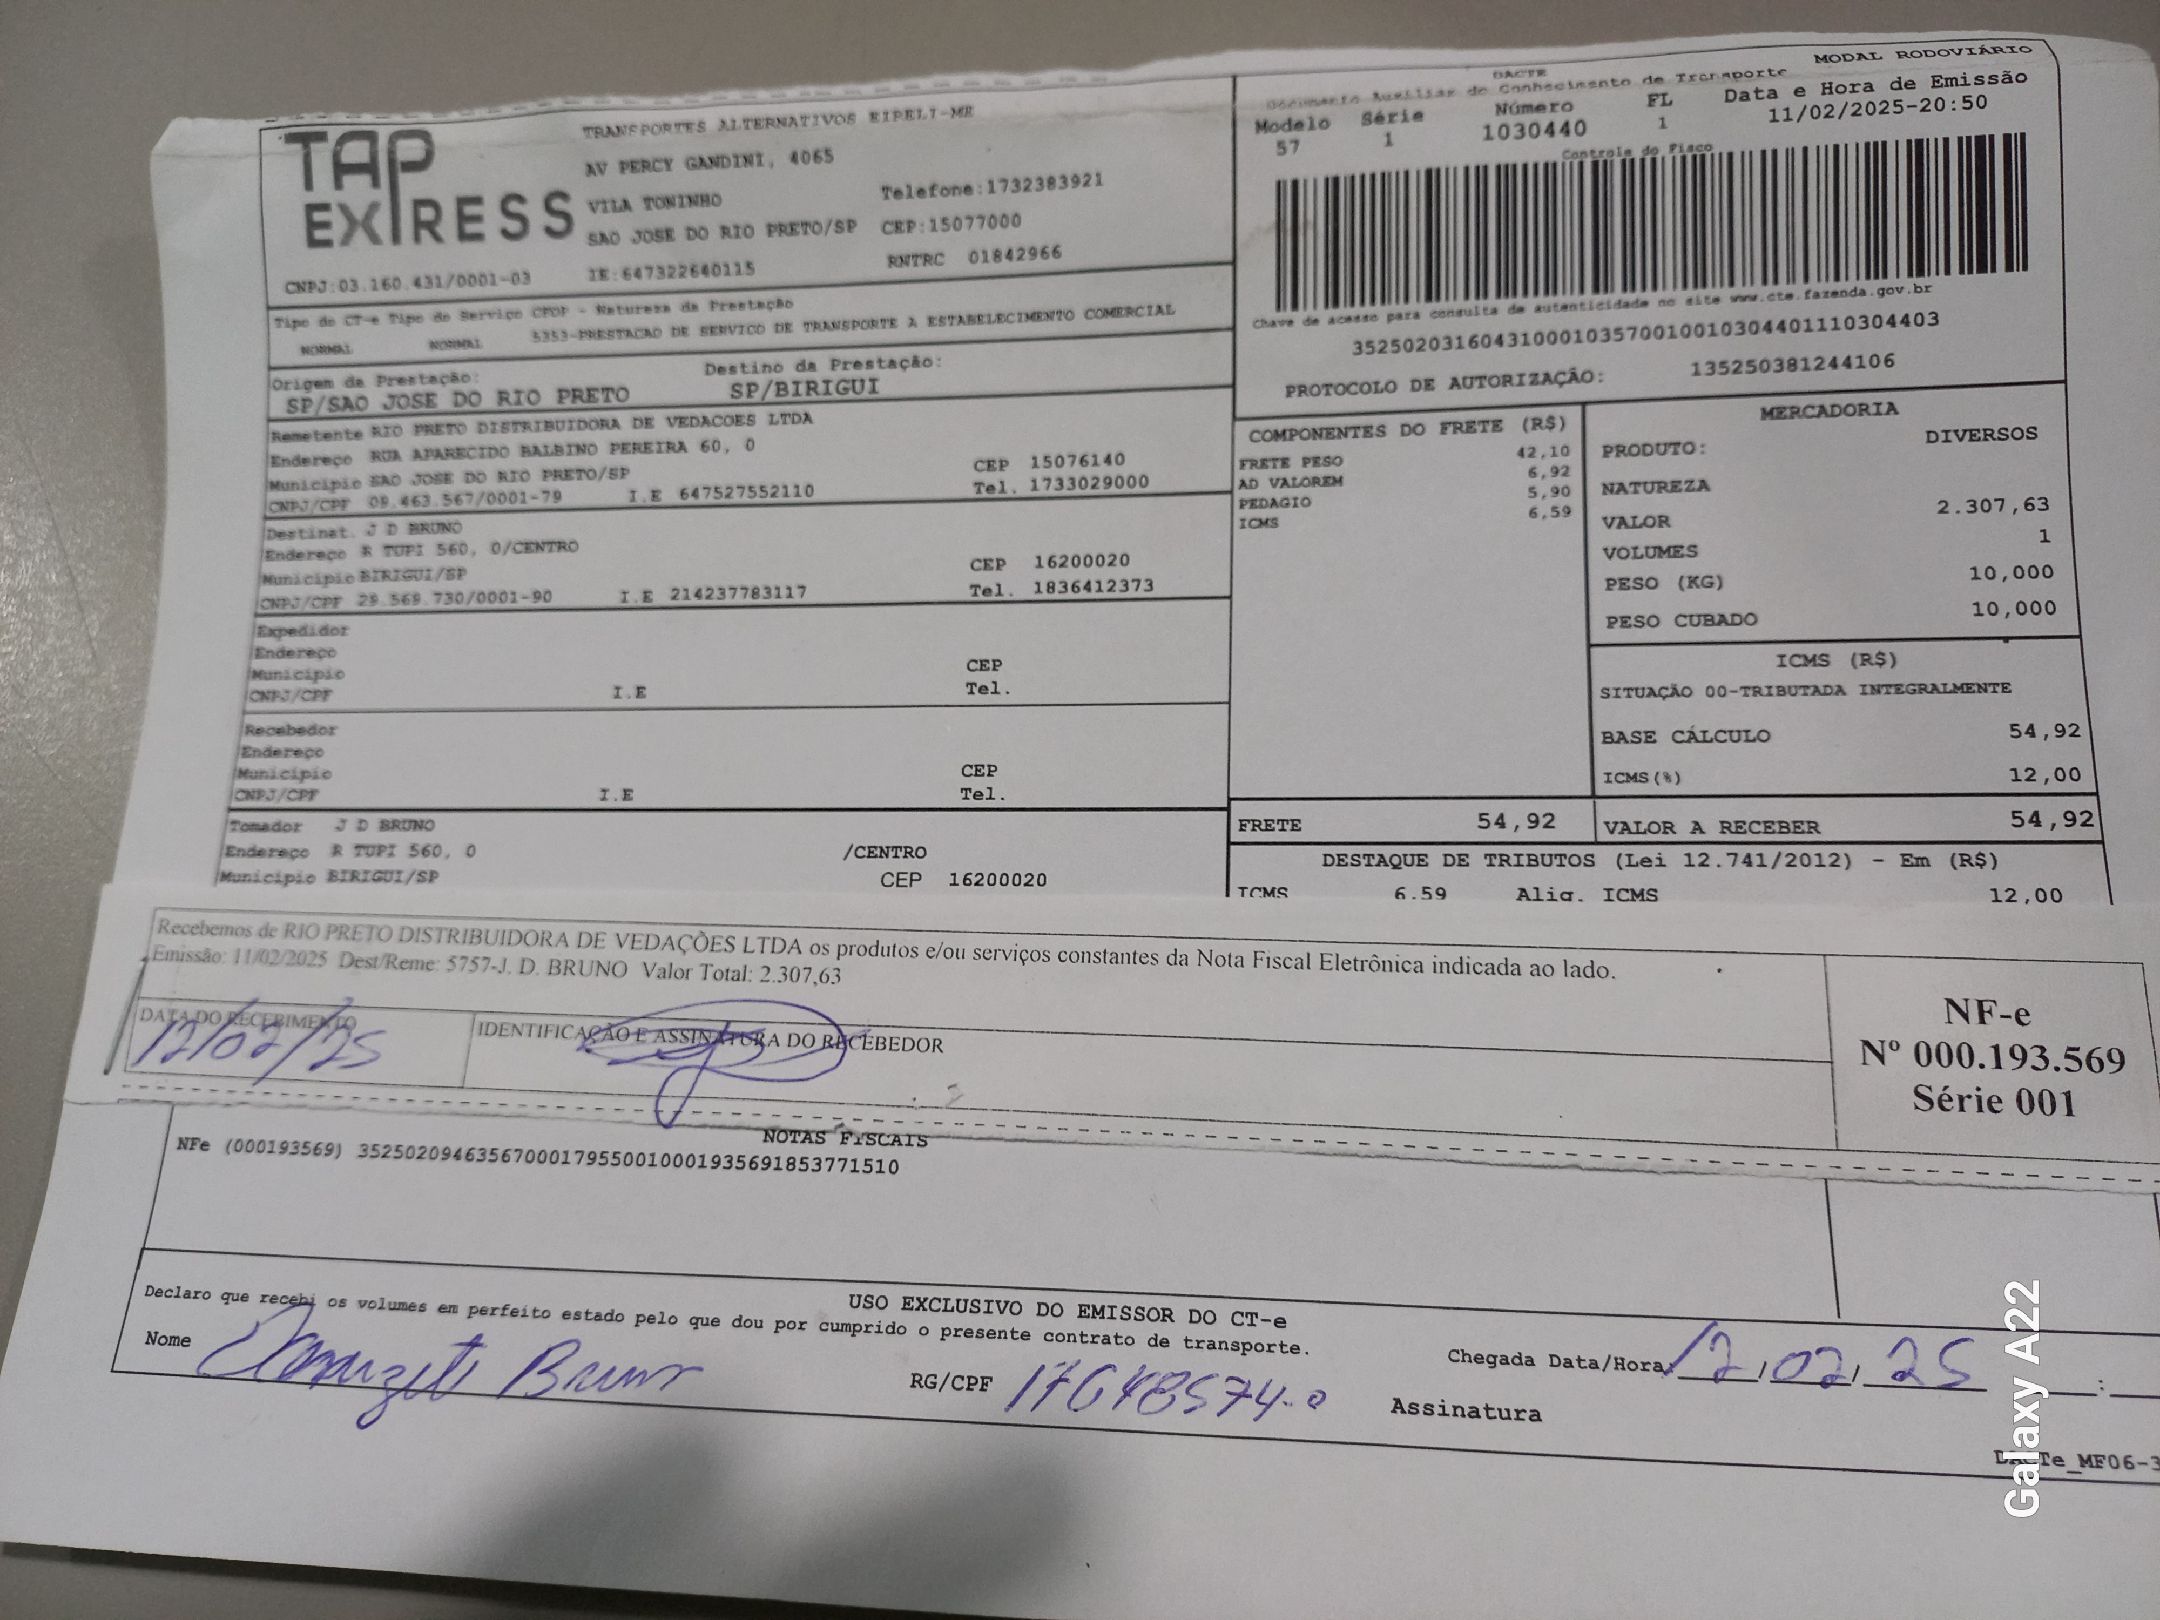 MODAL RODOVIÁRIO
DACTE
Documento Auxiliar de Conhecimento de Transporte
Modelo Série Número FL Data e Hora de Emissão
57 1 1030440 1 11/02/2025-20:50
Controle do Fisco
TAP EXPRESS
TRANSPORTES ALTERNATIVOS EIRELI-ME
AV PERCY GANDINI, 4065
VILA TONINHO Telefone:1732383921
SAO JOSE DO RIO PRETO/SP CEP:15077000
CNPJ:03.160.431/0001-03 IE:647322640115 RNTRC 01842966
Chave de acesso para consulta de autenticidade no site www.cte.fazenda.gov.br
35250203160431000103570010010304401110304403
PROTOCOLO DE AUTORIZAÇÃO: 135250381244106
Tipo do CT-e Tipo do Serviço CFOP - Natureza da Prestação
NORMAL NORMAL 5353-PRESTACAO DE SERVICO DE TRANSPORTE A ESTABELECIMENTO COMERCIAL
Origem da Prestação: Destino da Prestação:
SP/SAO JOSE DO RIO PRETO SP/BIRIGUI
Remetente RIO PRETO DISTRIBUIDORA DE VEDACOES LTDA
Endereço RUA APARECIDO BALBINO PEREIRA 60, 0
Município SAO JOSE DO RIO PRETO/SP CEP 15076140
CNPJ/CPF 09.463.567/0001-79 I.E 647527552110 Tel. 1733029000
Destinat. J D BRUNO
Endereço R TUPI 560, 0/CENTRO
Município BIRIGUI/SP CEP 16200020
CNPJ/CPF 29.569.730/0001-90 I.E 214237783117 Tel. 1836412373
Expedidor
Endereço
Município CEP
CNPJ/CPF I.E Tel.
Recebedor
Endereço
Município CEP
CNPJ/CPF I.E Tel.
Tomador J D BRUNO
Endereço R TUPI 560, 0 /CENTRO
Município BIRIGUI/SP CEP 16200020
COMPONENTES DO FRETE (R$)
FRETE PESO 42,10
AD VALOREM 6,92
PEDAGIO 5,90
ICMS 6,59
MERCADORIA
PRODUTO: DIVERSOS
NATUREZA
VALOR 2.307,63
VOLUMES 1
PESO (KG) 10,000
PESO CUBADO 10,000
ICMS (R$)
SITUAÇÃO 00-TRIBUTADA INTEGRALMENTE
BASE CÁLCULO 54,92
ICMS(%) 12,00
FRETE 54,92 VALOR A RECEBER 54,92
DESTAQUE DE TRIBUTOS (Lei 12.741/2012) - Em (R$)
ICMS 6.59 Aliq. ICMS 12,00
Recebemos de RIO PRETO DISTRIBUIDORA DE VEDAÇÕES LTDA os produtos e/ou serviços constantes da Nota Fiscal Eletrônica indicada ao lado.
Emissão: 11/02/2025 Dest/Reme: 5757-J. D. BRUNO Valor Total: 2.307,63
DATA DO RECEBIMENTO IDENTIFICAÇÃO E ASSINATURA DO RECEBEDOR
12/02/25
NF-e
Nº 000.193.569
Série 001
NOTAS FISCAIS
NFe (000193569) 35250209463567000179550010001935691853771510
USO EXCLUSIVO DO EMISSOR DO CT-e
Declaro que recebi os volumes em perfeito estado pelo que dou por cumprido o presente contrato de transporte.
Nome Bruno RG/CPF 17648574-0 Chegada Data/Hora 12/02/25 :
Assinatura
Te_MF06-3
Galaxy A22